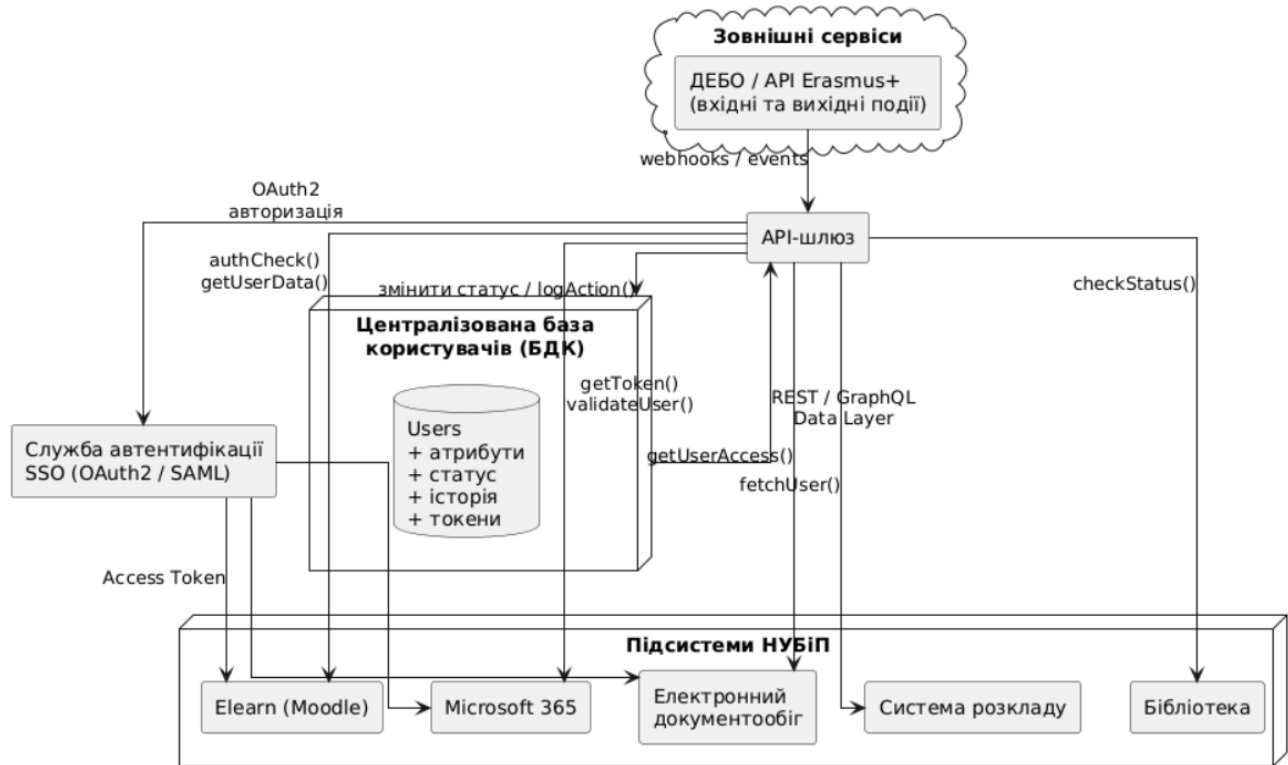 Зовнішні сервіси
ДЕБО / API Erasmus+
(вхідні та вихідні події)
webhooks / events
OAuth2
авторизація
API-шлюз
authCheck()
getUserData()
змінити статус / logAction()
checkStatus()
Централізована база
користувачів (БДК)
getToken()
validateUser()
REST / GraphQL
Data Layer
Users
+ атрибути
+ статус
+ історія
+ токени
Служба автентифікації
SSO (OAuth2 / SAML)
getUserAccess()
fetchUser()
Access Token
Підсистеми НУБіП
Elearn (Moodle)
Microsoft 365
Електронний
документообіг
Система розкладу
Бібліотека